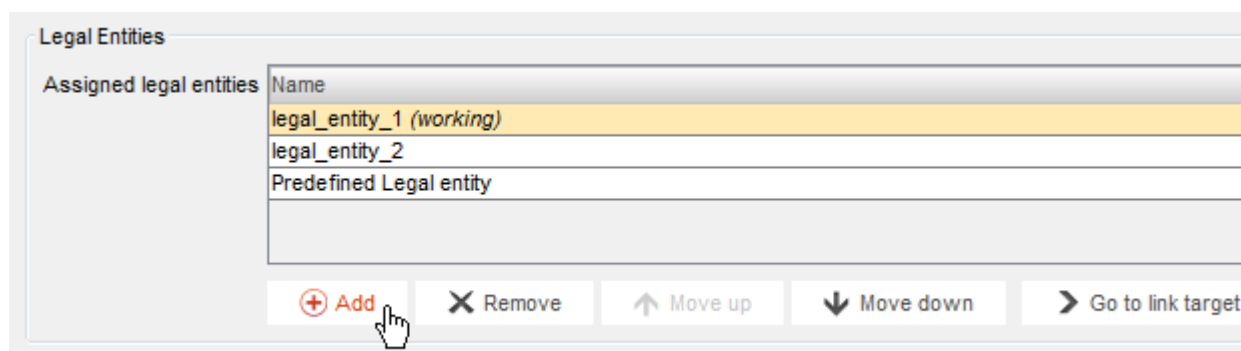 Legal Entities
Assigned legal entities Name
legal_entity_1 (working)
legal_entity_2
Predefined Legal entity
Add Remove Move up Move down Go to link target